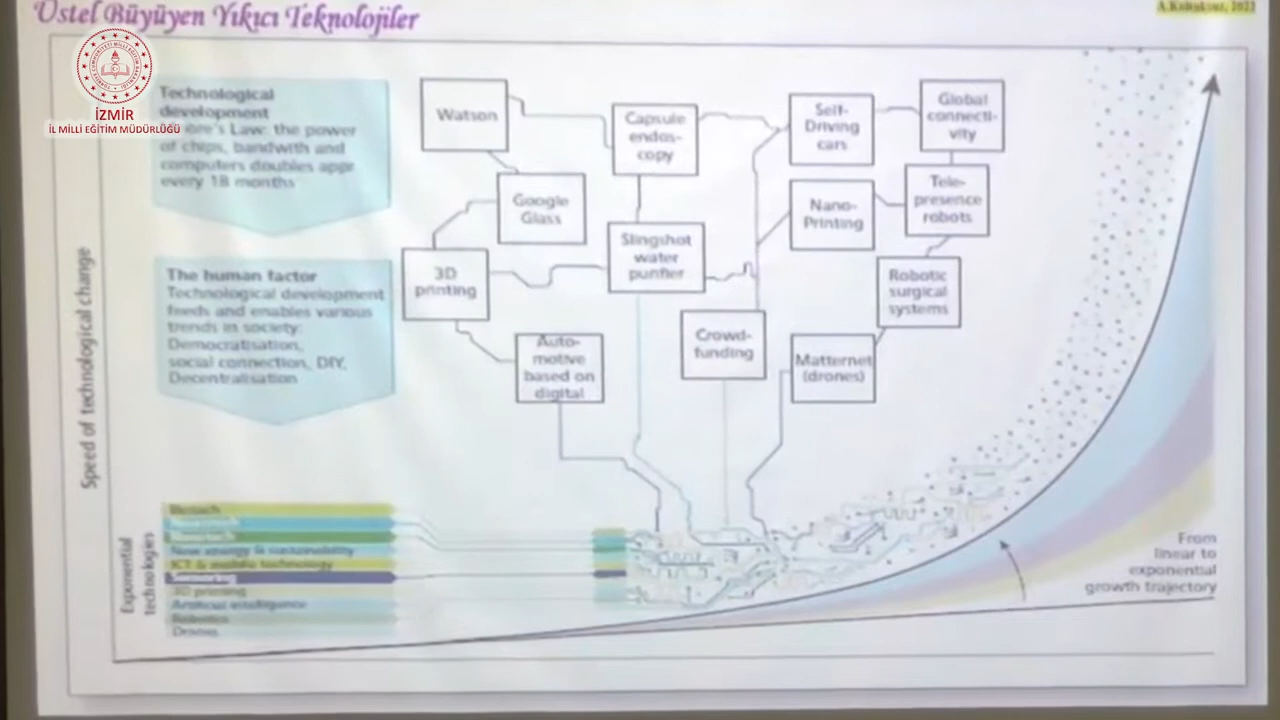 Üstel Büyüyen Yıkıcı Teknolojiler
İZMİR
İL MİLLİ EĞİTİM MÜDÜRLÜĞÜ
Technological
development
Law: the power
of chips, bandwith and
computers doubles appr
every 18 months
The human factor
Technological development
feeds and enables various
trends in society:
Democratisation,
social connection, DIY,
Decentralisation
Speed of technological change
Watson
Capsule
endos-
copy
Self-
Driving
cars
Global
connecti-
vity
Google
Glass
Nano-
Printing
Tele-
presence
robots
Slingshot
water
purifier
3D
printing
Robotic
surgical
systems
Crowd-
funding
Auto-
motive
based on
digital
Matternet
(drones)
Exponential
technologies
Biotech
New energy & sustainability
ICT & mobile technology
Sensoring
3D printing
Artificial intelligence
Robotics
Drones
From
linear to
exponential
growth trajectory